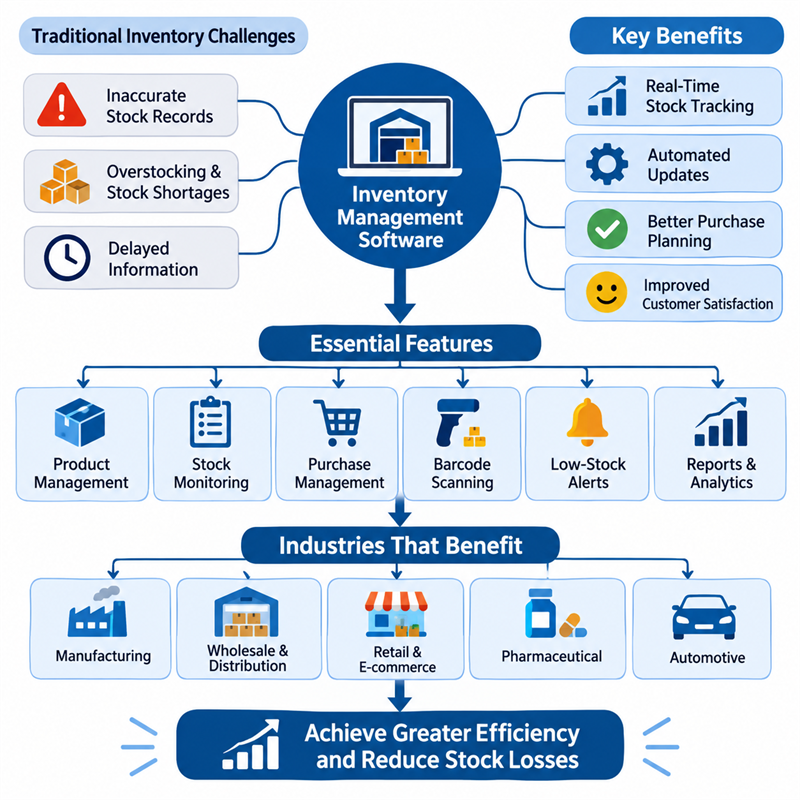 Traditional Inventory Challenges
Key Benefits
Inaccurate
Stock Records
Overstocking &
Stock Shortages
Delayed
Information
Inventory
Management
Software
Real-Time
Stock Tracking
Automated
Updates
Better Purchase
Planning
Improved
Customer Satisfaction
Essential Features
Product
Management
Stock
Monitoring
Purchase
Management
Barcode
Scanning
Low-Stock
Alerts
Reports &
Analytics
Industries That Benefit
Manufacturing
Wholesale &
Distribution
Retail &
E-commerce
Pharmaceutical
Automotive
Achieve Greater Efficiency
and Reduce Stock Losses